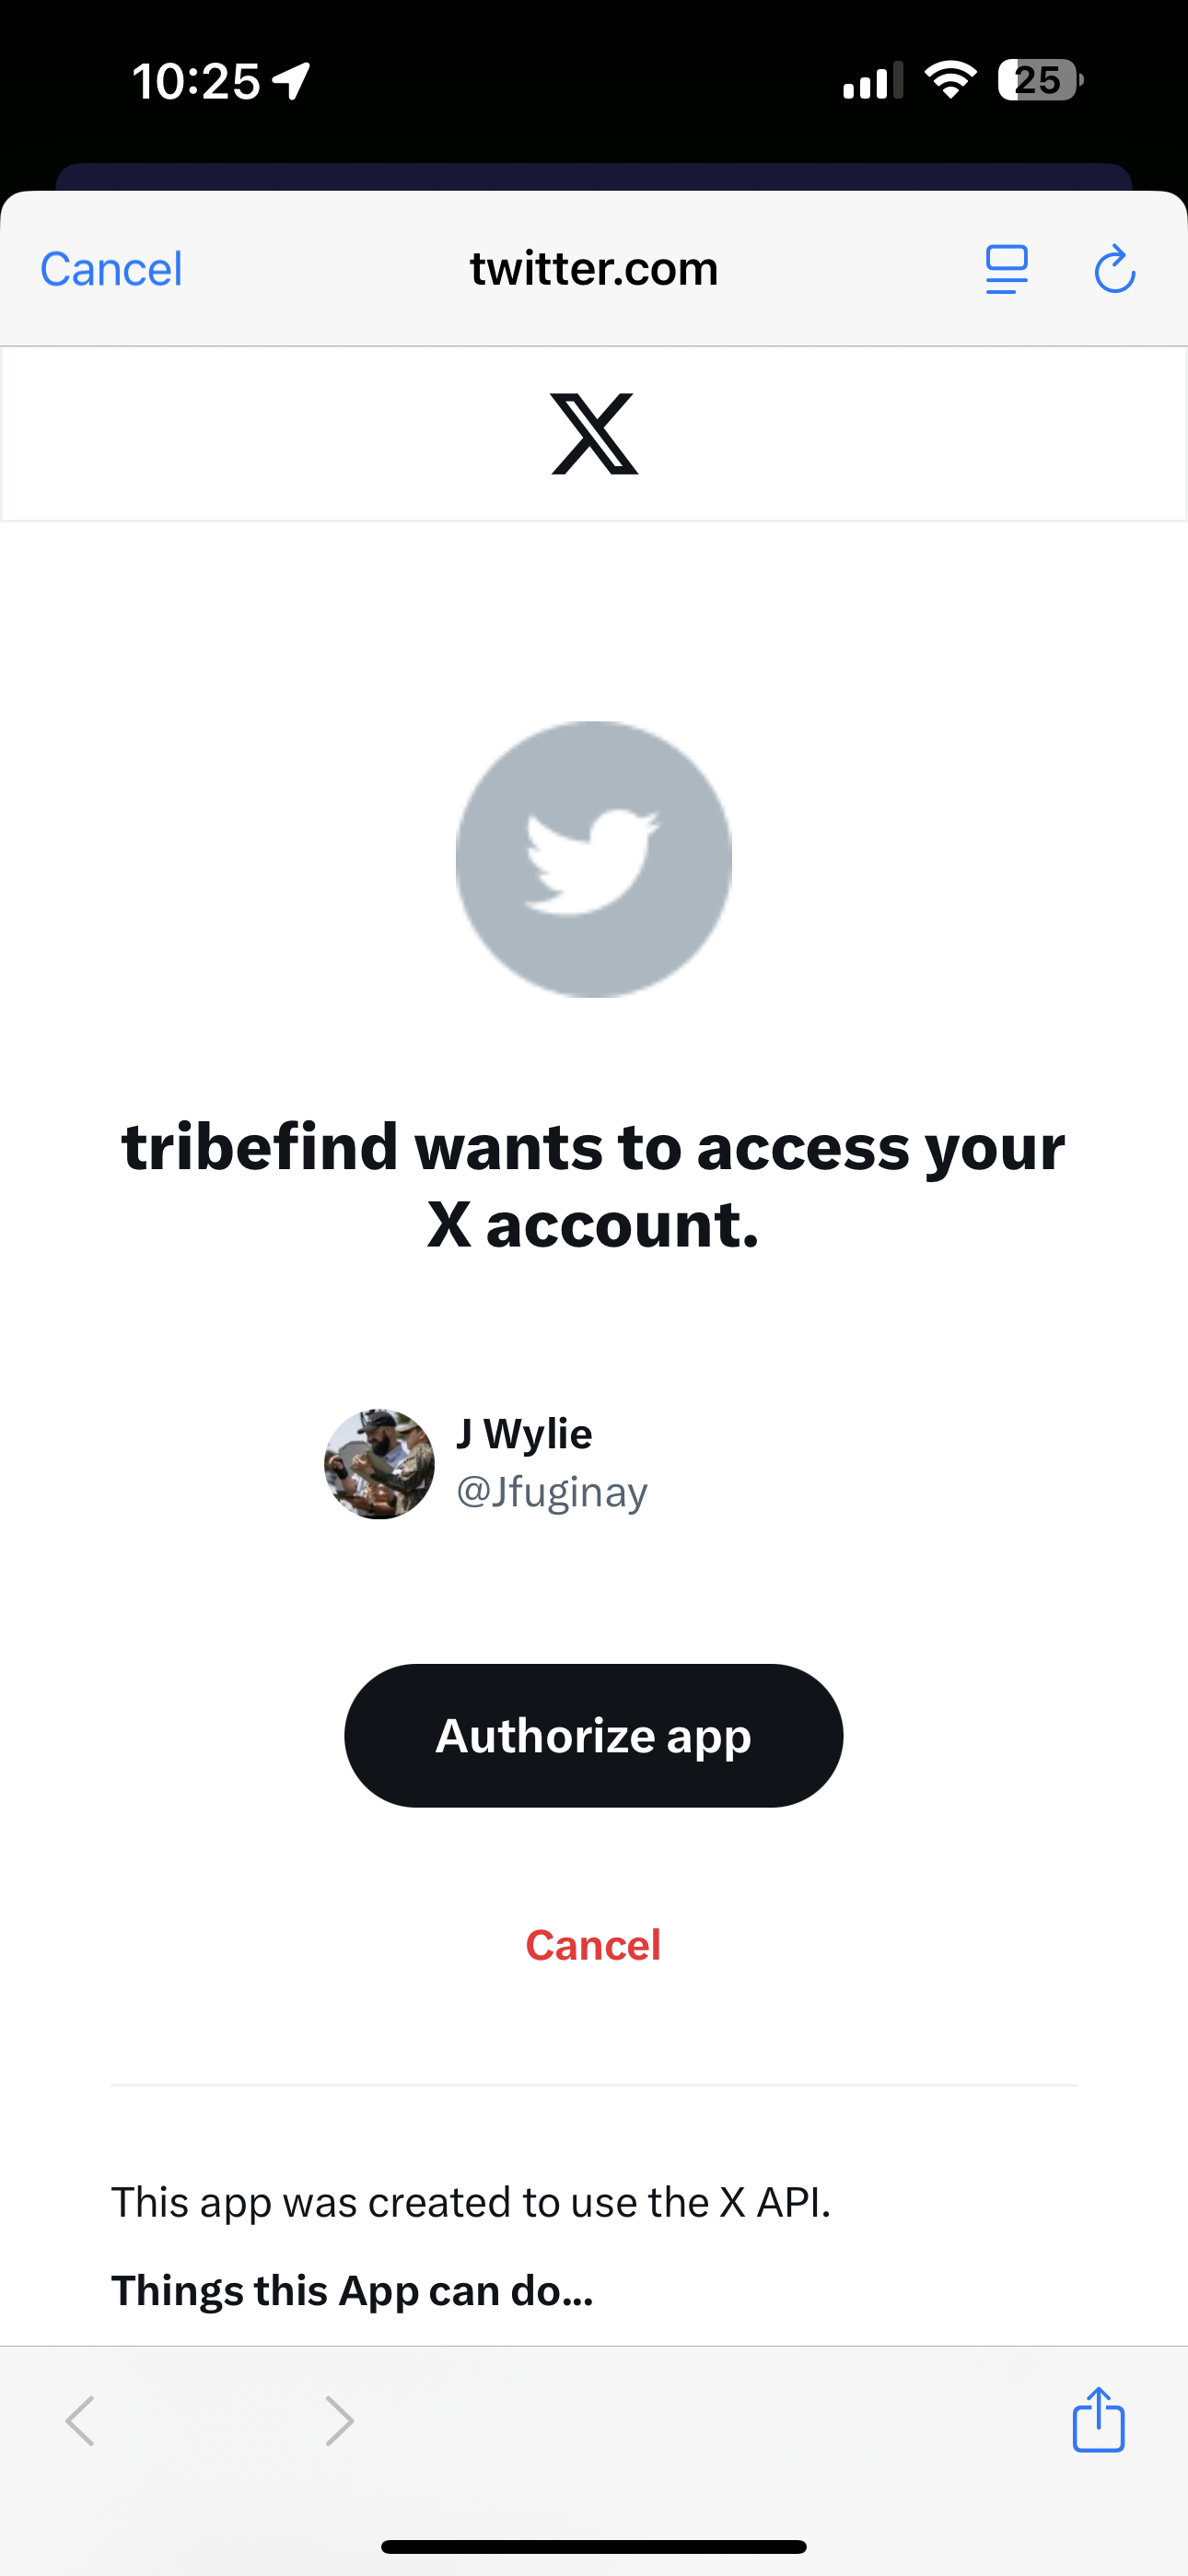 10:25
25
Cancel
twitter.com
tribefind wants to access your
X account.
J Wylie
@Jfuginay
Authorize app
Cancel
This app was created to use the X API.
Things this App can do...